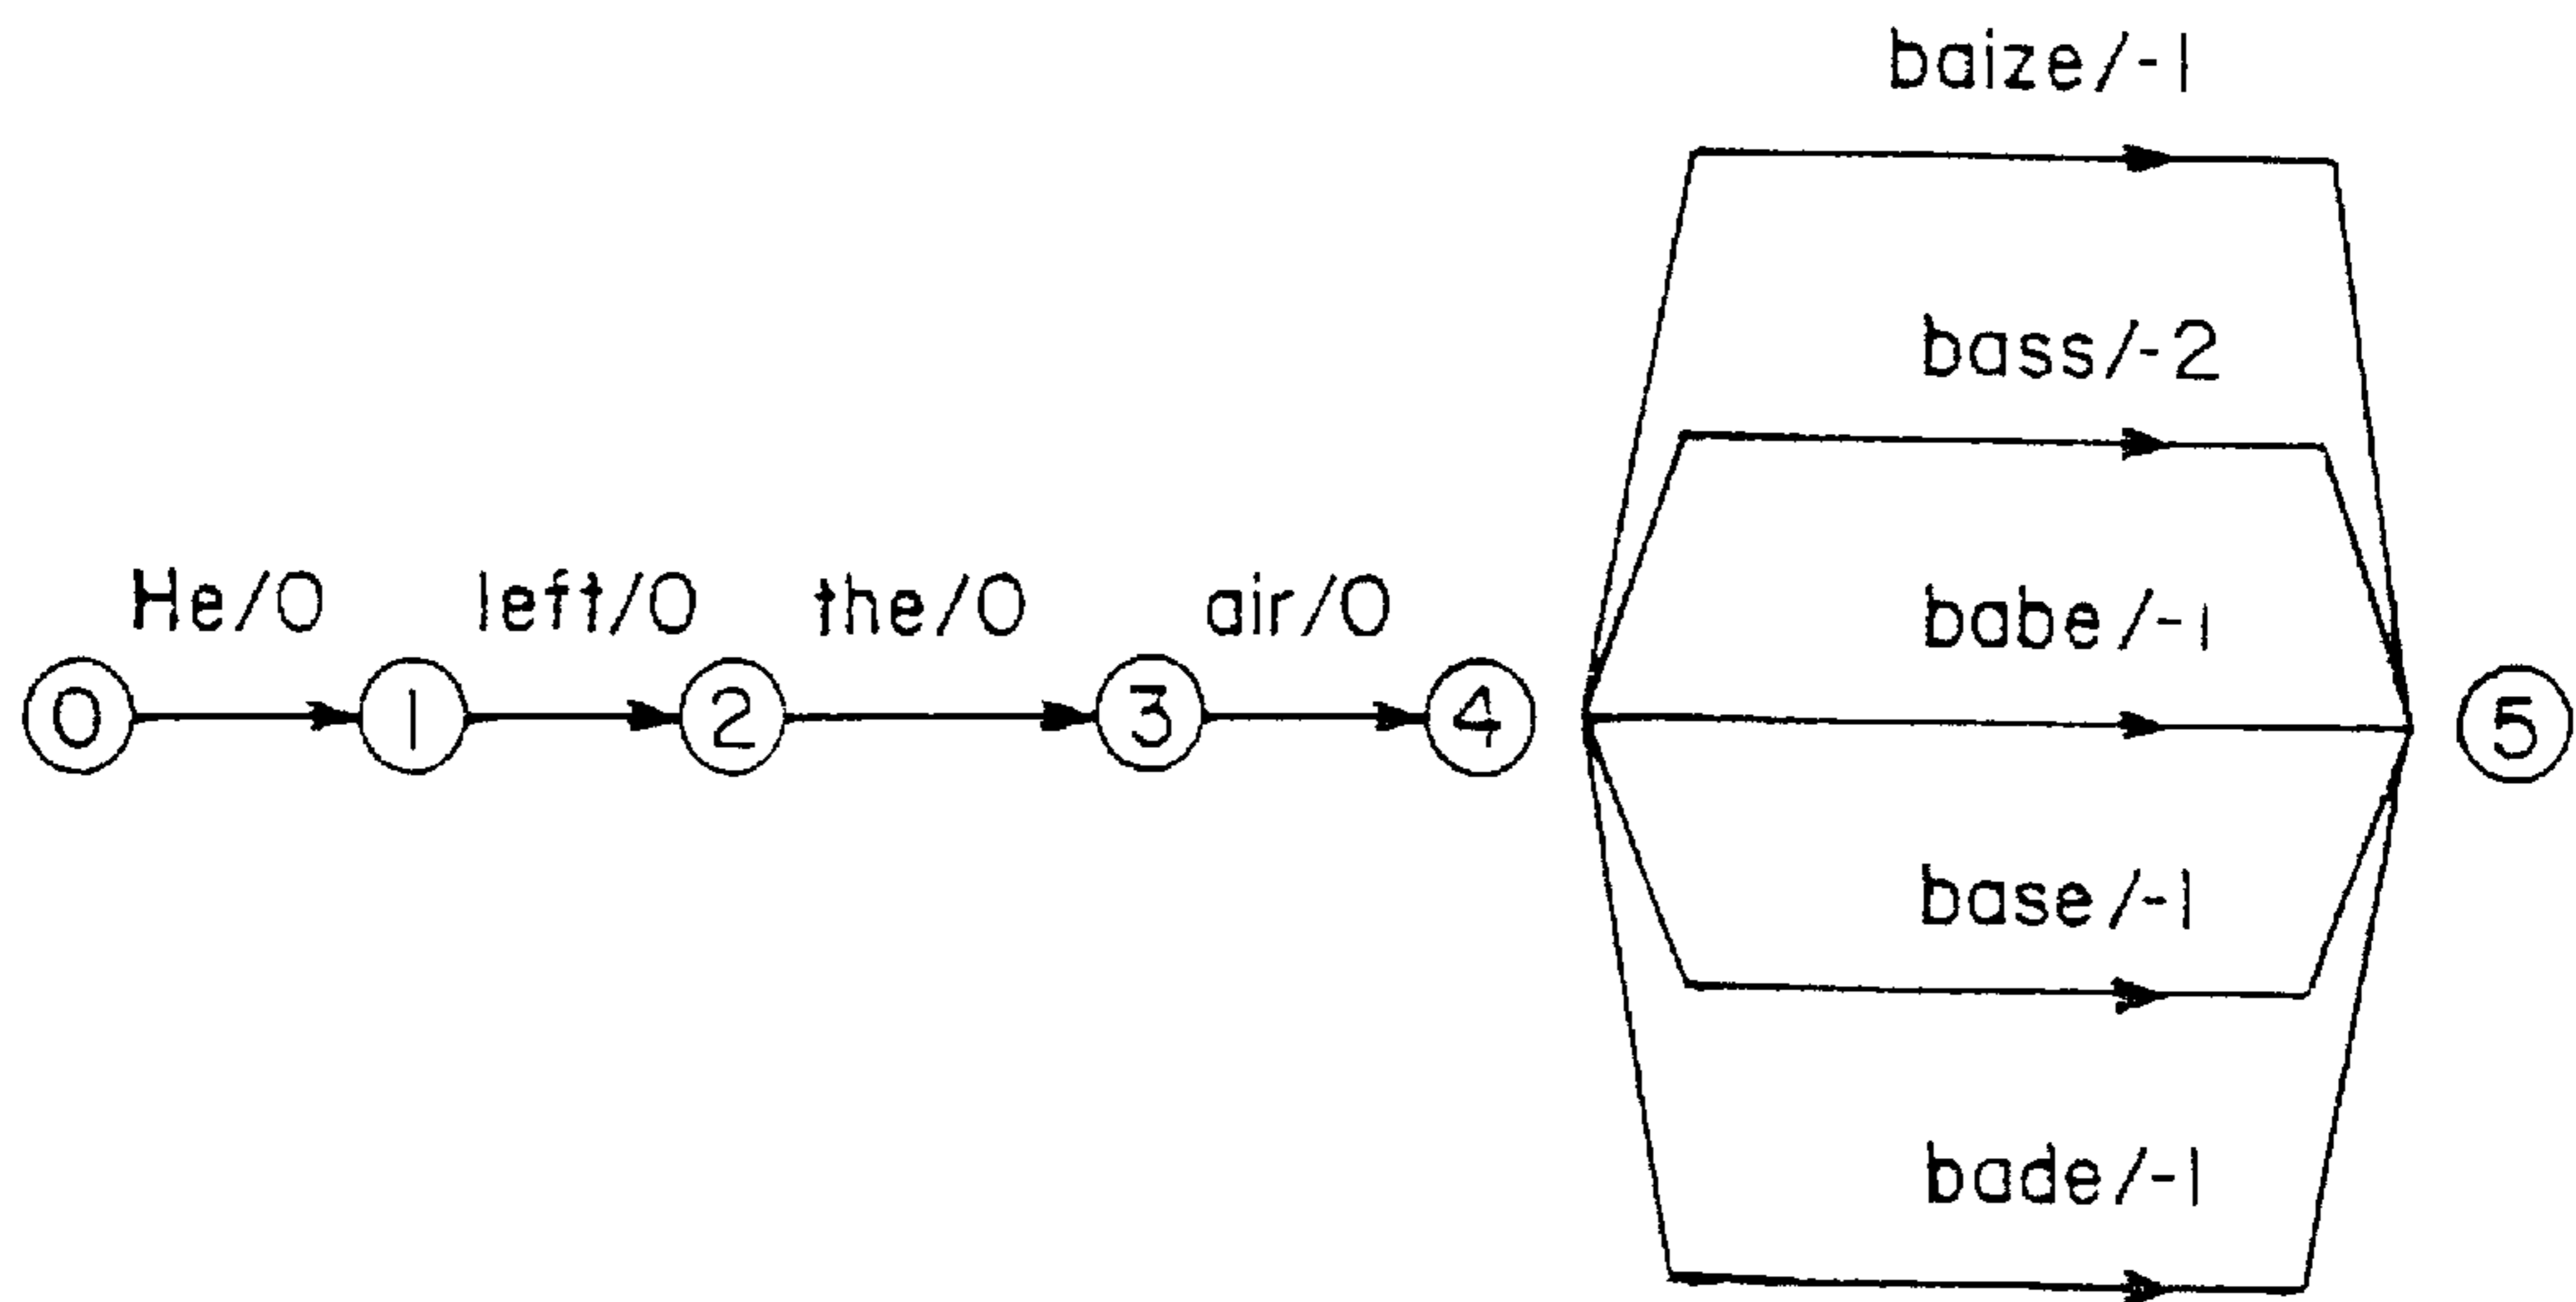 baize/-1
bass/-2
He/0 left/0 the/0 air/0 babe/-1
0 1 2 3 4 5
base/-1
bade/-1